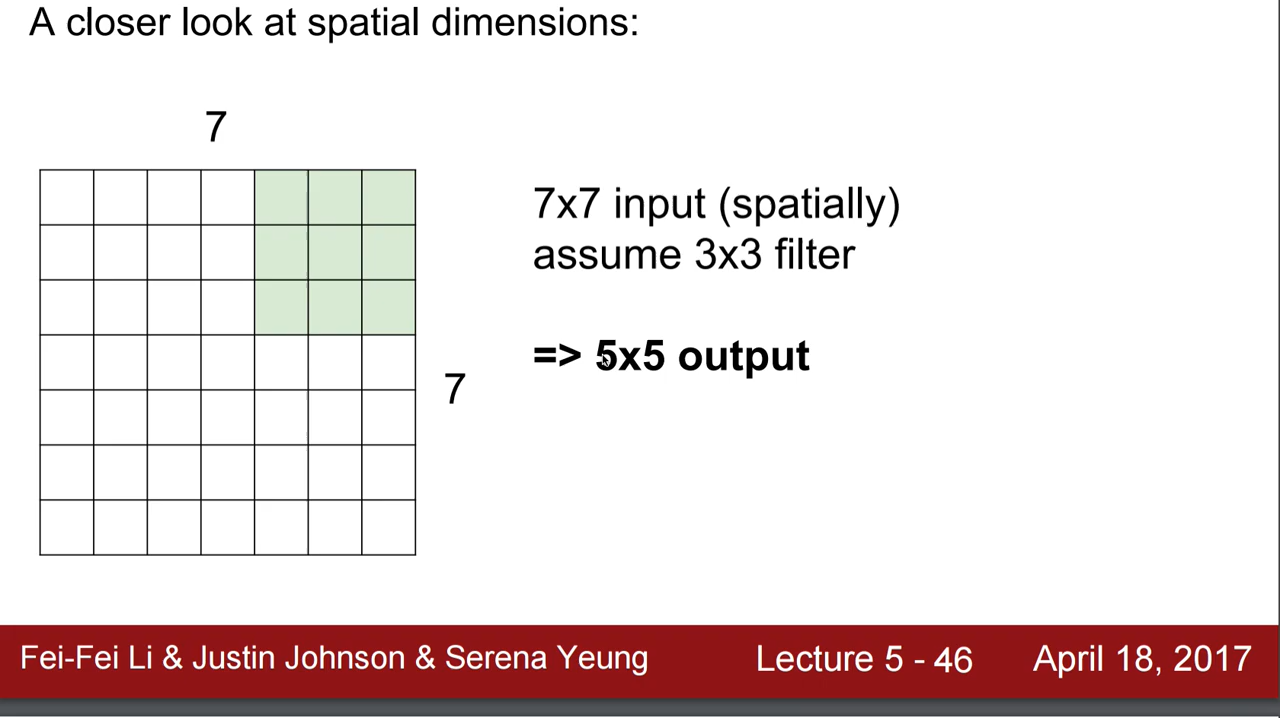 A closer look at spatial dimensions:
7
7x7 input (spatially)
assume 3x3 filter
=> 5x5 output
7
Fei-Fei Li & Justin Johnson & Serena Yeung
Lecture 5 - 46
April 18, 2017